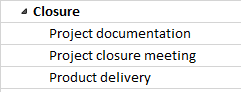 Closure
Project documentation
Project closure meeting
Product delivery